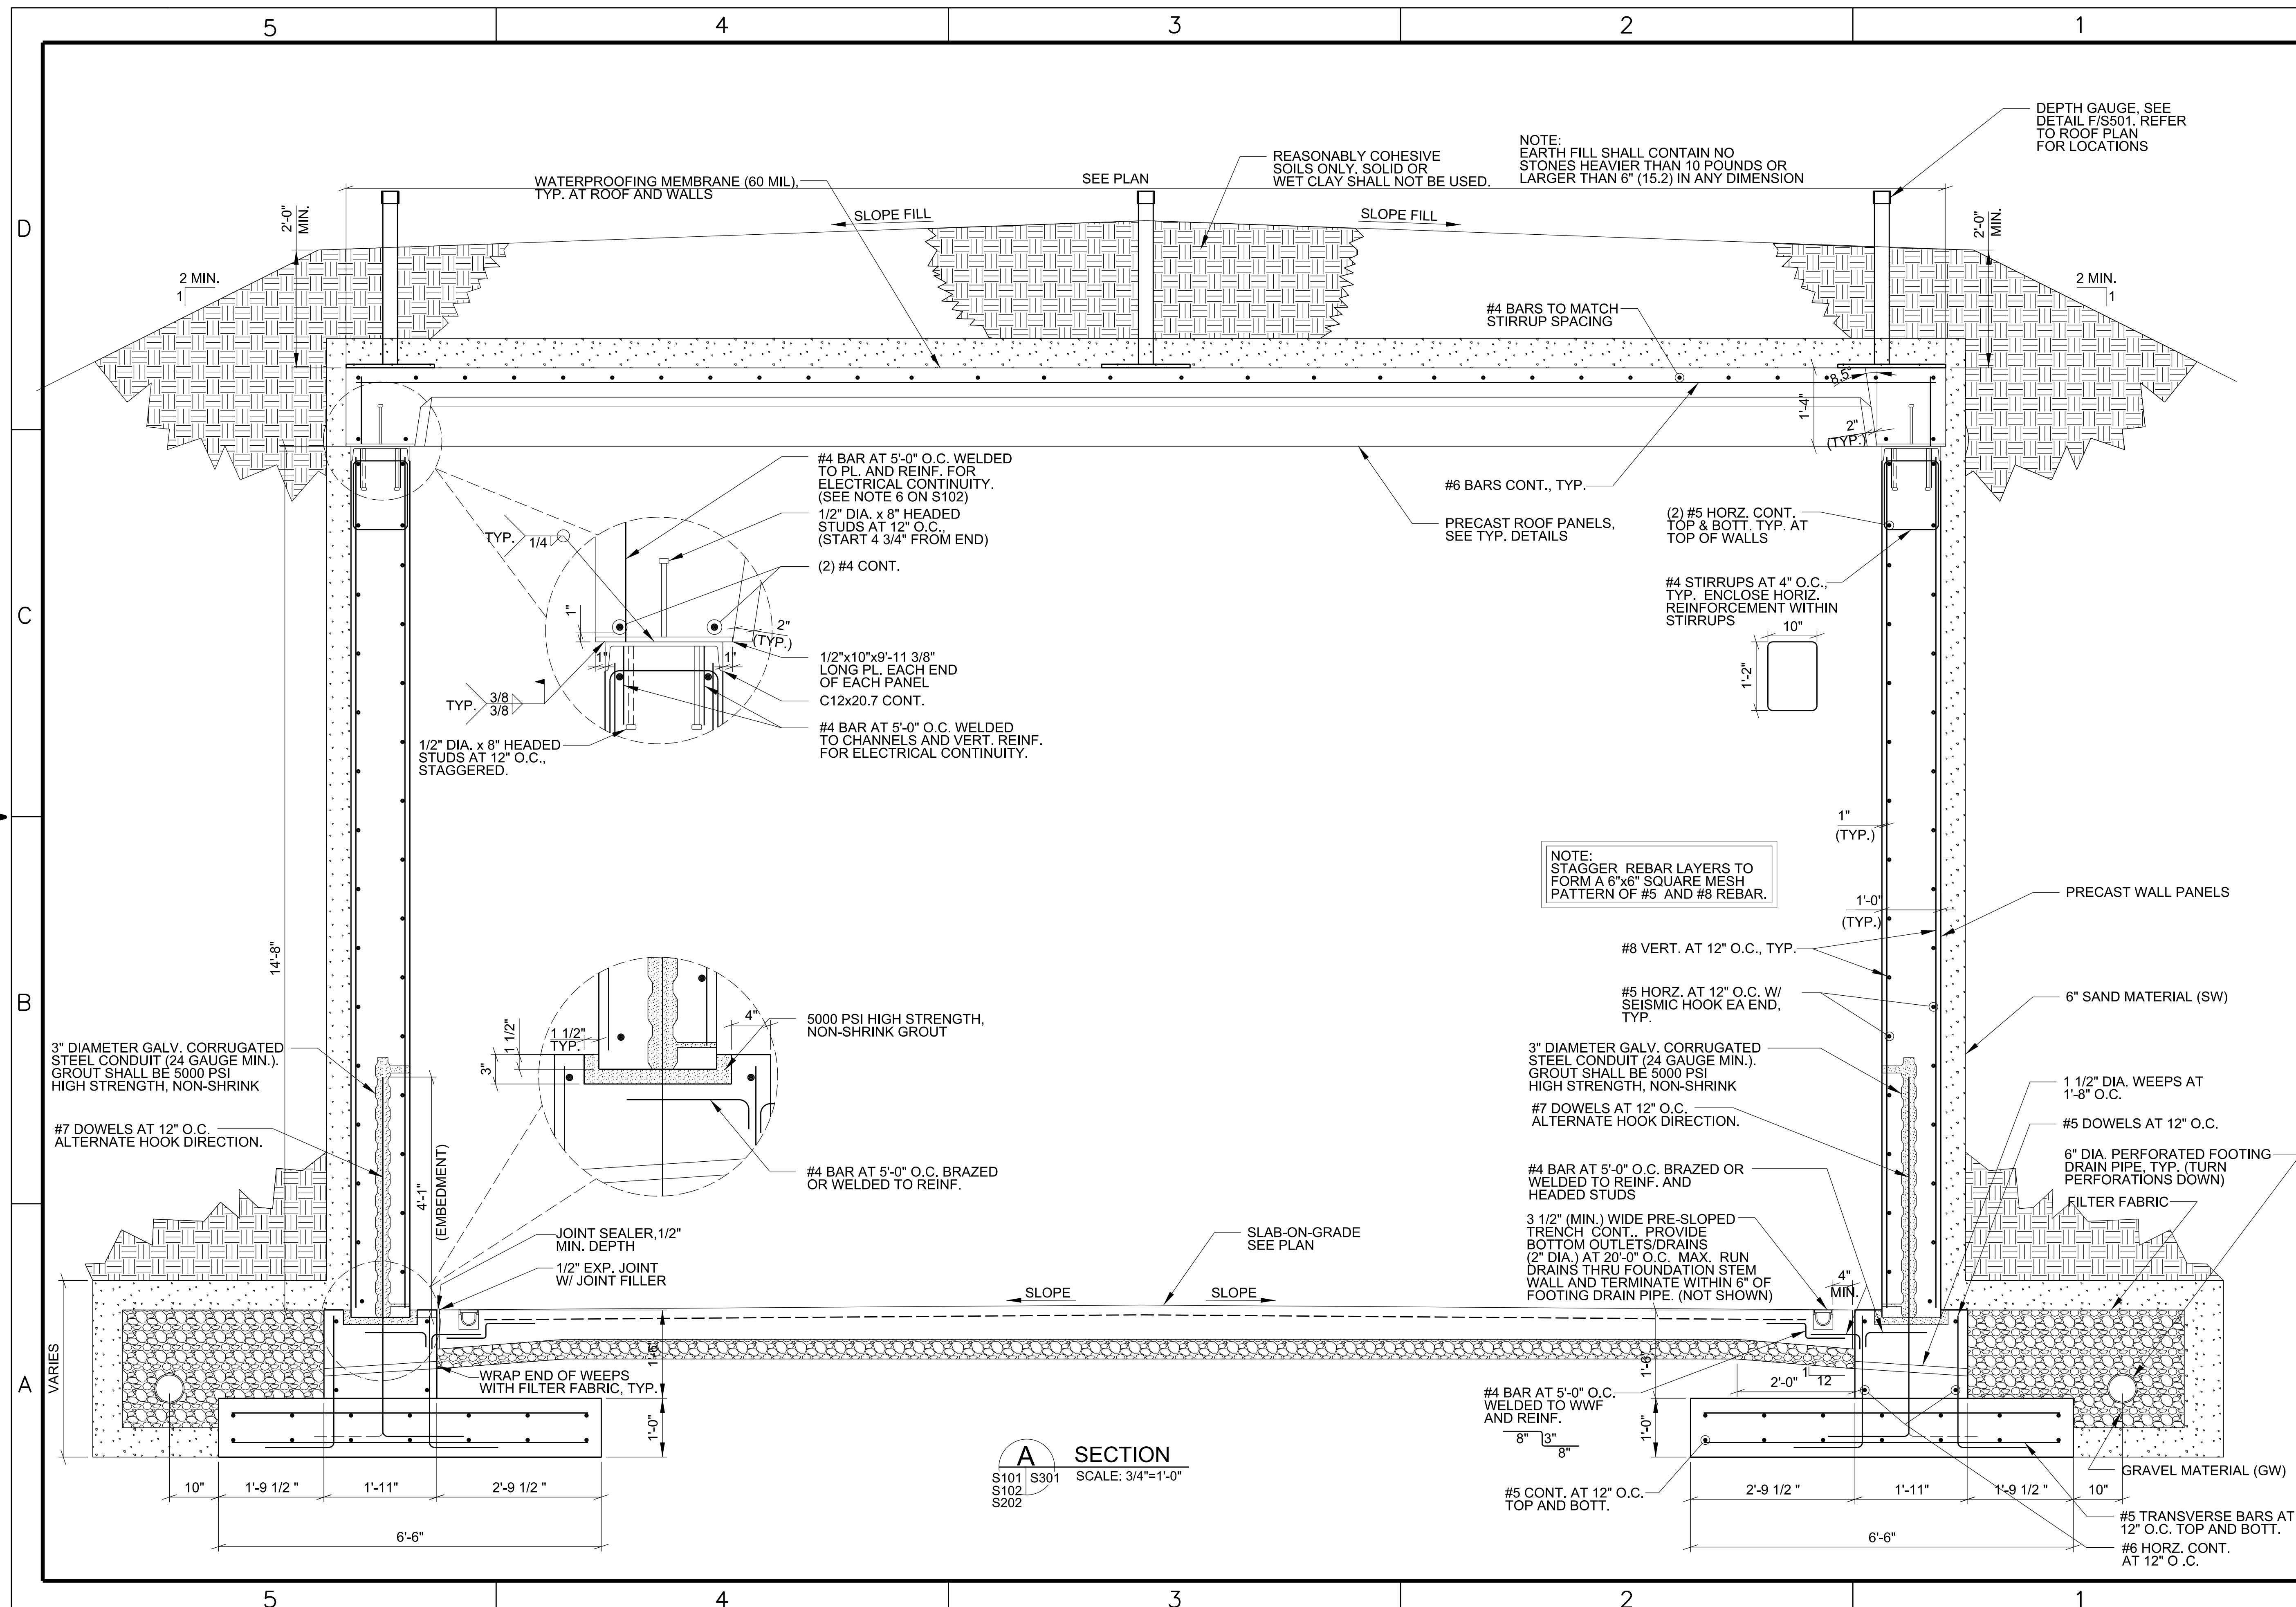 5
4
3
2
1
D
C
B
A
DEPTH GAUGE, SEE
DETAIL F/S501. REFER
TO ROOF PLAN
FOR LOCATIONS
NOTE:
EARTH FILL SHALL CONTAIN NO
STONES HEAVIER THAN 10 POUNDS OR
LARGER THAN 6" (15.2) IN ANY DIMENSION
REASONABLY COHESIVE
SOILS ONLY. SOLID OR
WET CLAY SHALL NOT BE USED.
SEE PLAN
WATERPROOFING MEMBRANE (60 MIL),
TYP. AT ROOF AND WALLS
SLOPE FILL
SLOPE FILL
2'-0"
MIN.
2'-0"
MIN.
2 MIN.
1
2 MIN.
1
#4 BARS TO MATCH
STIRRUP SPACING
8.5°
1'-4"
2"
(TYP.)
#6 BARS CONT., TYP.
PRECAST ROOF PANELS,
SEE TYP. DETAILS
(2) #5 HORZ. CONT.
TOP & BOTT. TYP. AT
TOP OF WALLS
#4 STIRRUPS AT 4" O.C.,
TYP. ENCLOSE HORIZ.
REINFORCEMENT WITHIN
STIRRUPS
10"
1'-2"
#4 BAR AT 5'-0" O.C. WELDED
TO PL. AND REINF. FOR
ELECTRICAL CONTINUITY.
(SEE NOTE 6 ON S102)
1/2" DIA. x 8" HEADED
STUDS AT 12" O.C.,
(START 4 3/4" FROM END)
(2) #4 CONT.
TYP.
1/4
1"
2"
(TYP.)
1"
1"
1/2"x10"x9'-11 3/8"
LONG PL. EACH END
OF EACH PANEL
C12x20.7 CONT.
TYP.
3/8
3/8
#4 BAR AT 5'-0" O.C. WELDED
TO CHANNELS AND VERT. REINF.
FOR ELECTRICAL CONTINUITY.
1/2" DIA. x 8" HEADED
STUDS AT 12" O.C.,
STAGGERED.
14'-8"
1"
(TYP.)
NOTE:
STAGGER REBAR LAYERS TO
FORM A 6"x6" SQUARE MESH
PATTERN OF #5 AND #8 REBAR.
1'-0"
(TYP.)
PRECAST WALL PANELS
#8 VERT. AT 12" O.C., TYP.
#5 HORZ. AT 12" O.C. W/
SEISMIC HOOK EA END,
TYP.
6" SAND MATERIAL (SW)
3" DIAMETER GALV. CORRUGATED
STEEL CONDUIT (24 GAUGE MIN.).
GROUT SHALL BE 5000 PSI
HIGH STRENGTH, NON-SHRINK
#7 DOWELS AT 12" O.C.
ALTERNATE HOOK DIRECTION.
4'-1"
(EMBEDMENT)
1 1/2"
TYP.
1 1/2"
3"
4"
5000 PSI HIGH STRENGTH,
NON-SHRINK GROUT
#4 BAR AT 5'-0" O.C. BRAZED
OR WELDED TO REINF.
3" DIAMETER GALV. CORRUGATED
STEEL CONDUIT (24 GAUGE MIN.).
GROUT SHALL BE 5000 PSI
HIGH STRENGTH, NON-SHRINK
#7 DOWELS AT 12" O.C.
ALTERNATE HOOK DIRECTION.
#4 BAR AT 5'-0" O.C. BRAZED OR
WELDED TO REINF. AND
HEADED STUDS
3 1/2" (MIN.) WIDE PRE-SLOPED
TRENCH CONT.. PROVIDE
BOTTOM OUTLETS/DRAINS
(2" DIA.) AT 20'-0" O.C. MAX. RUN
DRAINS THRU FOUNDATION STEM
WALL AND TERMINATE WITHIN 6" OF
FOOTING DRAIN PIPE. (NOT SHOWN)
4"
MIN.
1 1/2" DIA. WEEPS AT
1'-8" O.C.
#5 DOWELS AT 12" O.C.
6" DIA. PERFORATED FOOTING
DRAIN PIPE, TYP. (TURN
PERFORATIONS DOWN)
FILTER FABRIC
JOINT SEALER,1/2"
MIN. DEPTH
1/2" EXP. JOINT
W/ JOINT FILLER
SLAB-ON-GRADE
SEE PLAN
SLOPE
SLOPE
VARIES
1'-6"
1'-0"
WRAP END OF WEEPS
WITH FILTER FABRIC, TYP.
1'-6"
1'-0"
2'-0"
1
12
#4 BAR AT 5'-0" O.C.
WELDED TO WWF
AND REINF.
8"
3"
8"
10"
1'-9 1/2 "
1'-11"
2'-9 1/2 "
6'-6"
A
SECTION
S101
S301
SCALE: 3/4"=1'-0"
S102
S202
#5 CONT. AT 12" O.C.
TOP AND BOTT.
2'-9 1/2 "
1'-11"
1'-9 1/2 "
10"
6'-6"
GRAVEL MATERIAL (GW)
#5 TRANSVERSE BARS AT
12" O.C. TOP AND BOTT.
#6 HORZ. CONT.
AT 12" O .C.
5
4
3
2
1